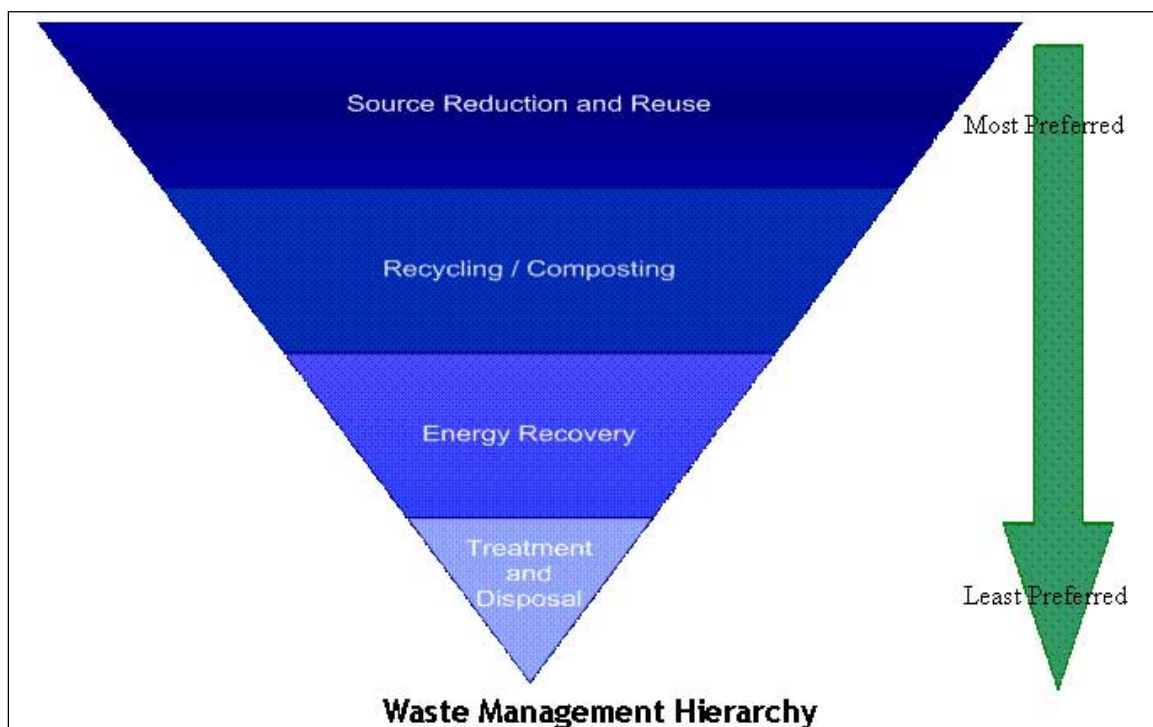 Source Reduction and Reuse
Most Preferred
Recycling / Composting
Energy Recovery
Treatment
and
Disposal
Least Preferred
Waste Management Hierarchy